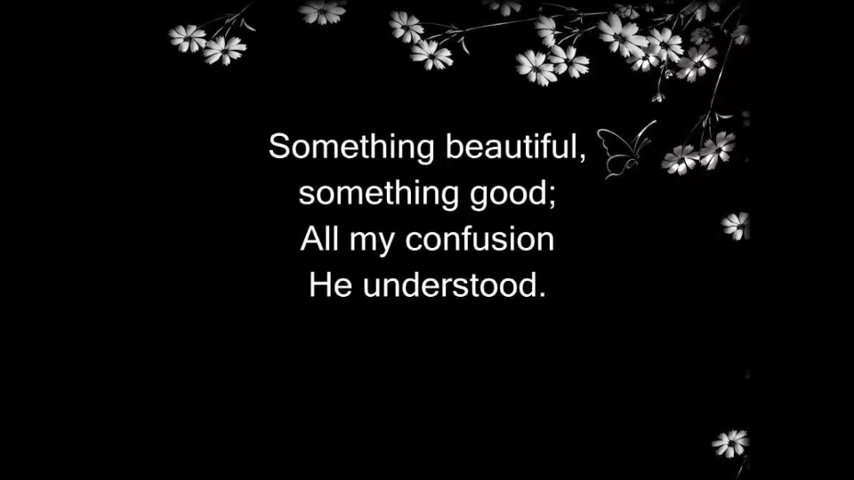 Something beautiful,
something good;
All my confusion
He understood.